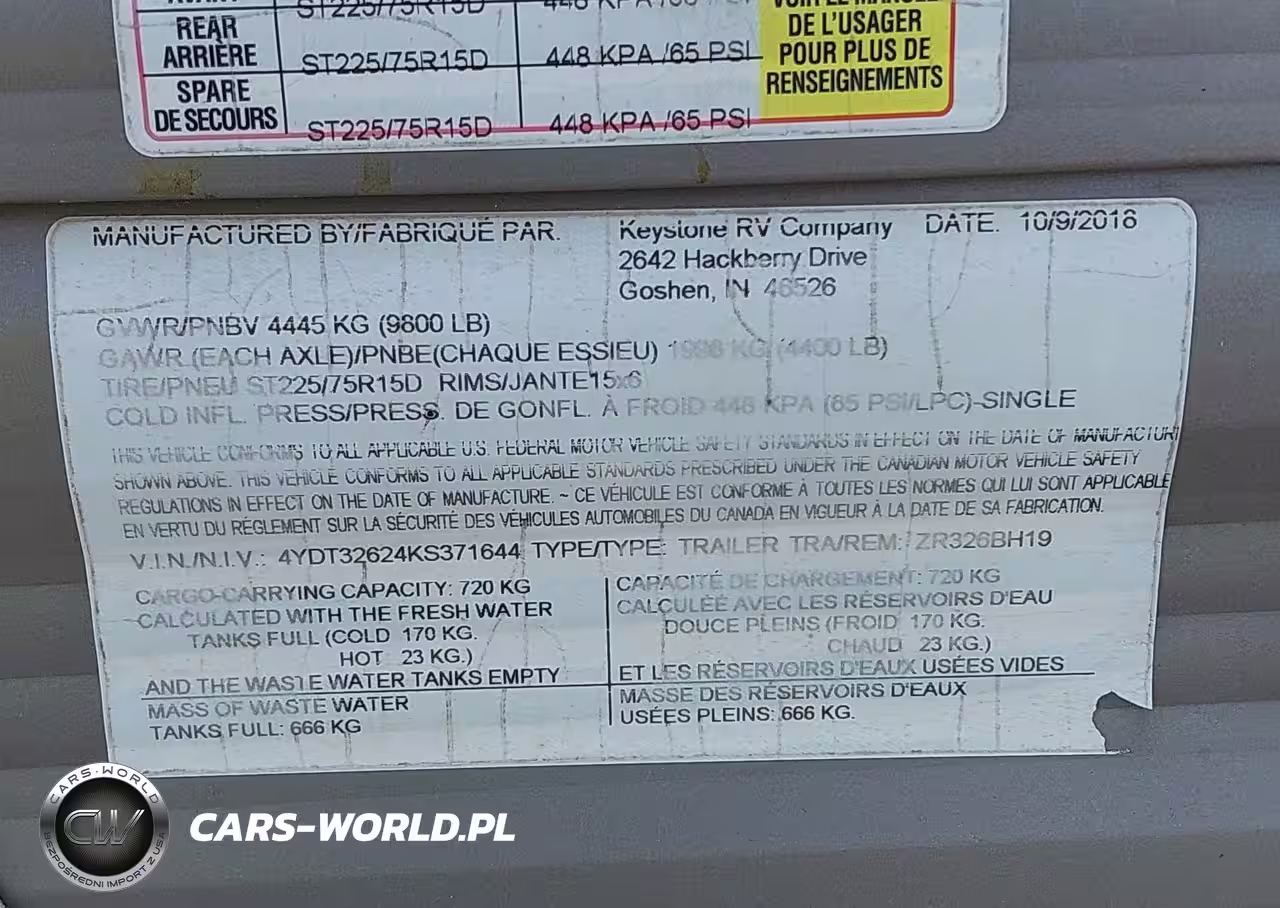 REAR
ARRIÈRE
ST225/75R15D 448 KPA /65 PSI
SPARE
DE SECOURS
ST225/75R15D 448 KPA /65 PSI
DE L'USAGER
POUR PLUS DE
RENSEIGNEMENTS
MANUFACTURED BY/FABRIQUÉ PAR. Keystone RV Company DATE. 10/9/2018
2642 Hackberry Drive
Goshen, IN 46526
GVWR/PNBV 4445 KG (9800 LB)
GAWR (EACH AXLE)/PNBE(CHAQUE ESSIEU) 1996 KG (4400 LB)
TIRE/PNEU ST225/75R15D RIMS/JANTE15x6
COLD INFL. PRESS/PRESS. DE GONFL. À FROID 448 KPA (65 PSI/LPC)-SINGLE
THIS VEHICLE CONFORMS TO ALL APPLICABLE U.S. FEDERAL MOTOR VEHICLE SAFETY STANDARDS IN EFFECT ON THE DATE OF MANUFACTUR
SHOWN ABOVE. THIS VEHICLE CONFORMS TO ALL APPLICABLE STANDARDS PRESCRIBED UNDER THE CANADIAN MOTOR VEHICLE SAFETY
REGULATIONS IN EFFECT ON THE DATE OF MANUFACTURE. ~ CE VÉHICULE EST CONFORME À TOUTES LES NORMES QUI LUI SONT APPLICABLE
EN VERTU DU RÉGLEMENT SUR LA SÉCURITÉ DES VÉHICULES AUTOMOBILES DU CANADA EN VIGUEUR À LA DATE DE SA FABRICATION.
V.I.N./N.I.V.: 4YDT32624KS371644 TYPE/TYPE: TRAILER TRA/REM: ZR326BH19
CARGO-CARRYING CAPACITY: 720 KG
CALCULATED WITH THE FRESH WATER
TANKS FULL (COLD 170 KG.
HOT 23 KG.)
AND THE WASTE WATER TANKS EMPTY
MASS OF WASTE WATER
TANKS FULL: 666 KG
CAPACITÉ DE CHARGEMENT: 720 KG
CALCULÉE AVEC LES RÉSERVOIRS D'EAU
DOUCE PLEINS (FROID 170 KG.
CHAUD 23 KG.)
ET LES RÉSERVOIRS D'EAUX USÉES VIDES
MASSE DES RÉSERVOIRS D'EAUX
USÉES PLEINS: 666 KG.
CARS-WORLD
CW
BEZPOŚREDNI IMPORT Z USA
CARS-WORLD.PL